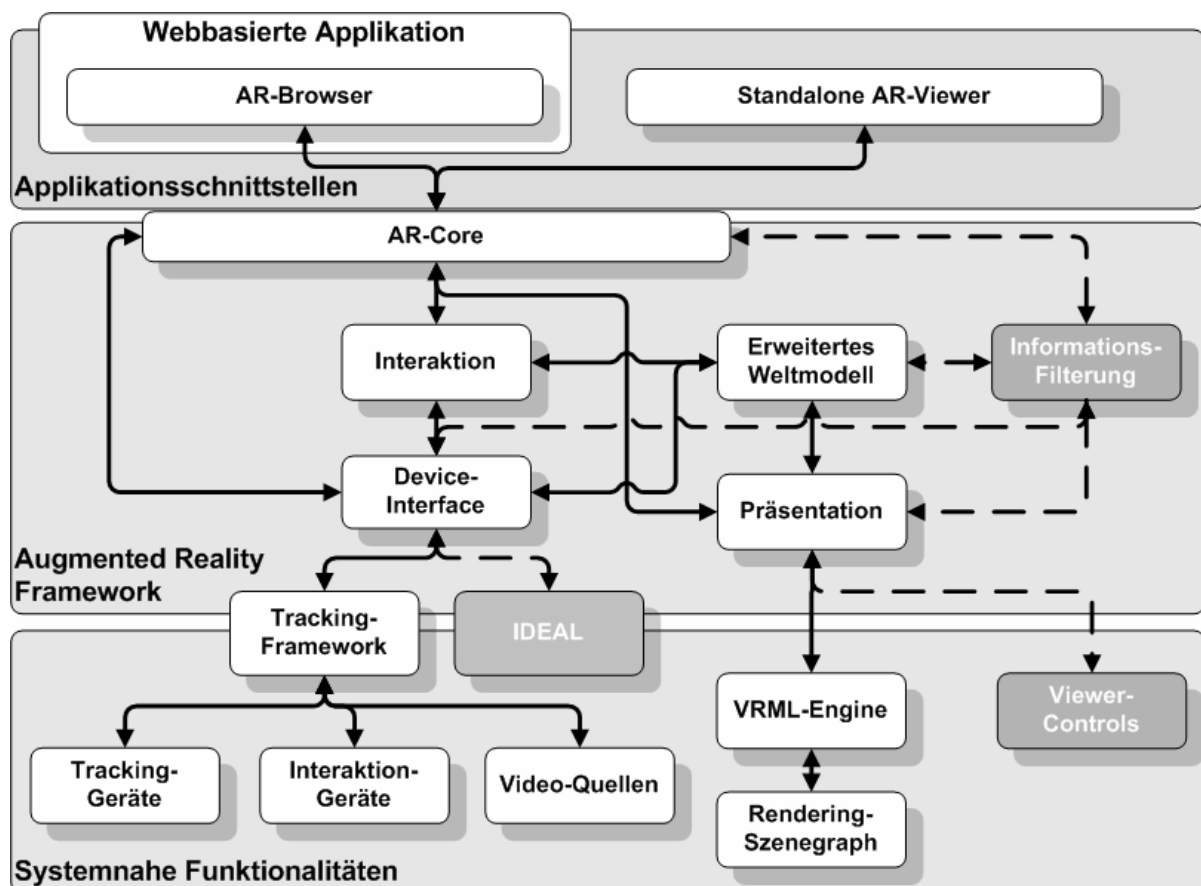 Webbasierte Applikation
AR-Browser
Standalone AR-Viewer
Applikationsschnittstellen
AR-Core
Interaktion
Erweitertes
Weltmodell
Informations-
Filterung
Device-
Interface
Präsentation
Augmented Reality
Framework
Tracking-
Framework
IDEAL
VRML-Engine
Viewer-
Controls
Tracking-
Geräte
Interaktion-
Geräte
Video-Quellen
Rendering-
Szenegraph
Systemnahe Funktionalitäten